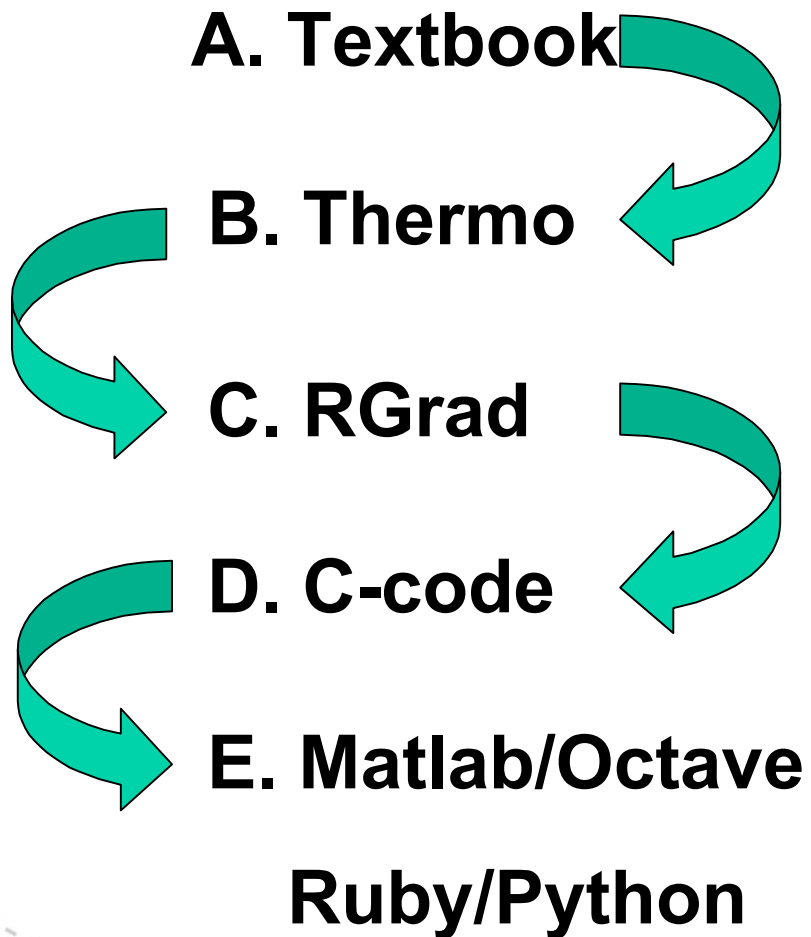 A. Textbook
B. Thermo
C. RGrad
D. C-code
E. Matlab/Octave
Ruby/Python